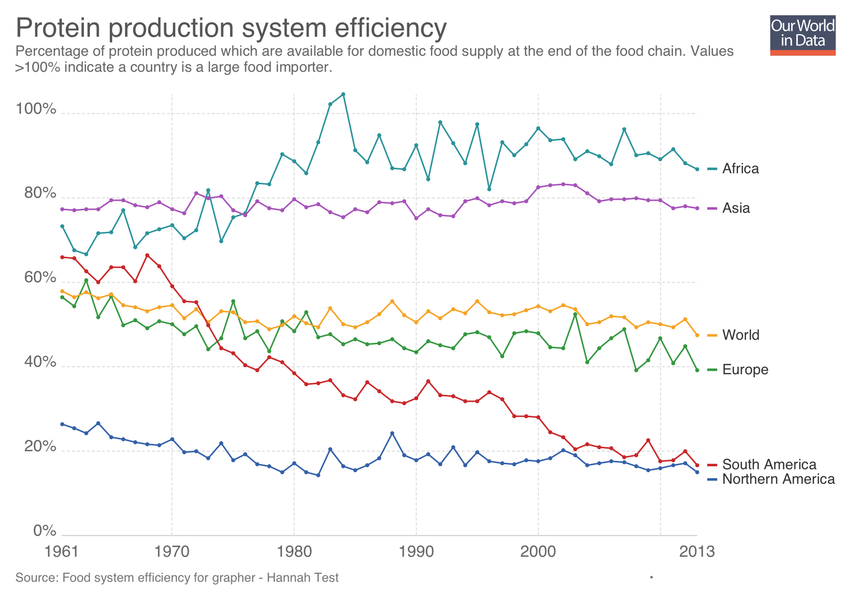 Protein production system efficiency
Our World
in Data
Percentage of protein produced which are available for domestic food supply at the end of the food chain. Values
>100% indicate a country is a large food importer.
100%
80%
60%
40%
20%
0%
Africa
Asia
World
Europe
South America
Northern America
1961
1970
1980
1990
2000
2013
Source: Food system efficiency for grapher - Hannah Test